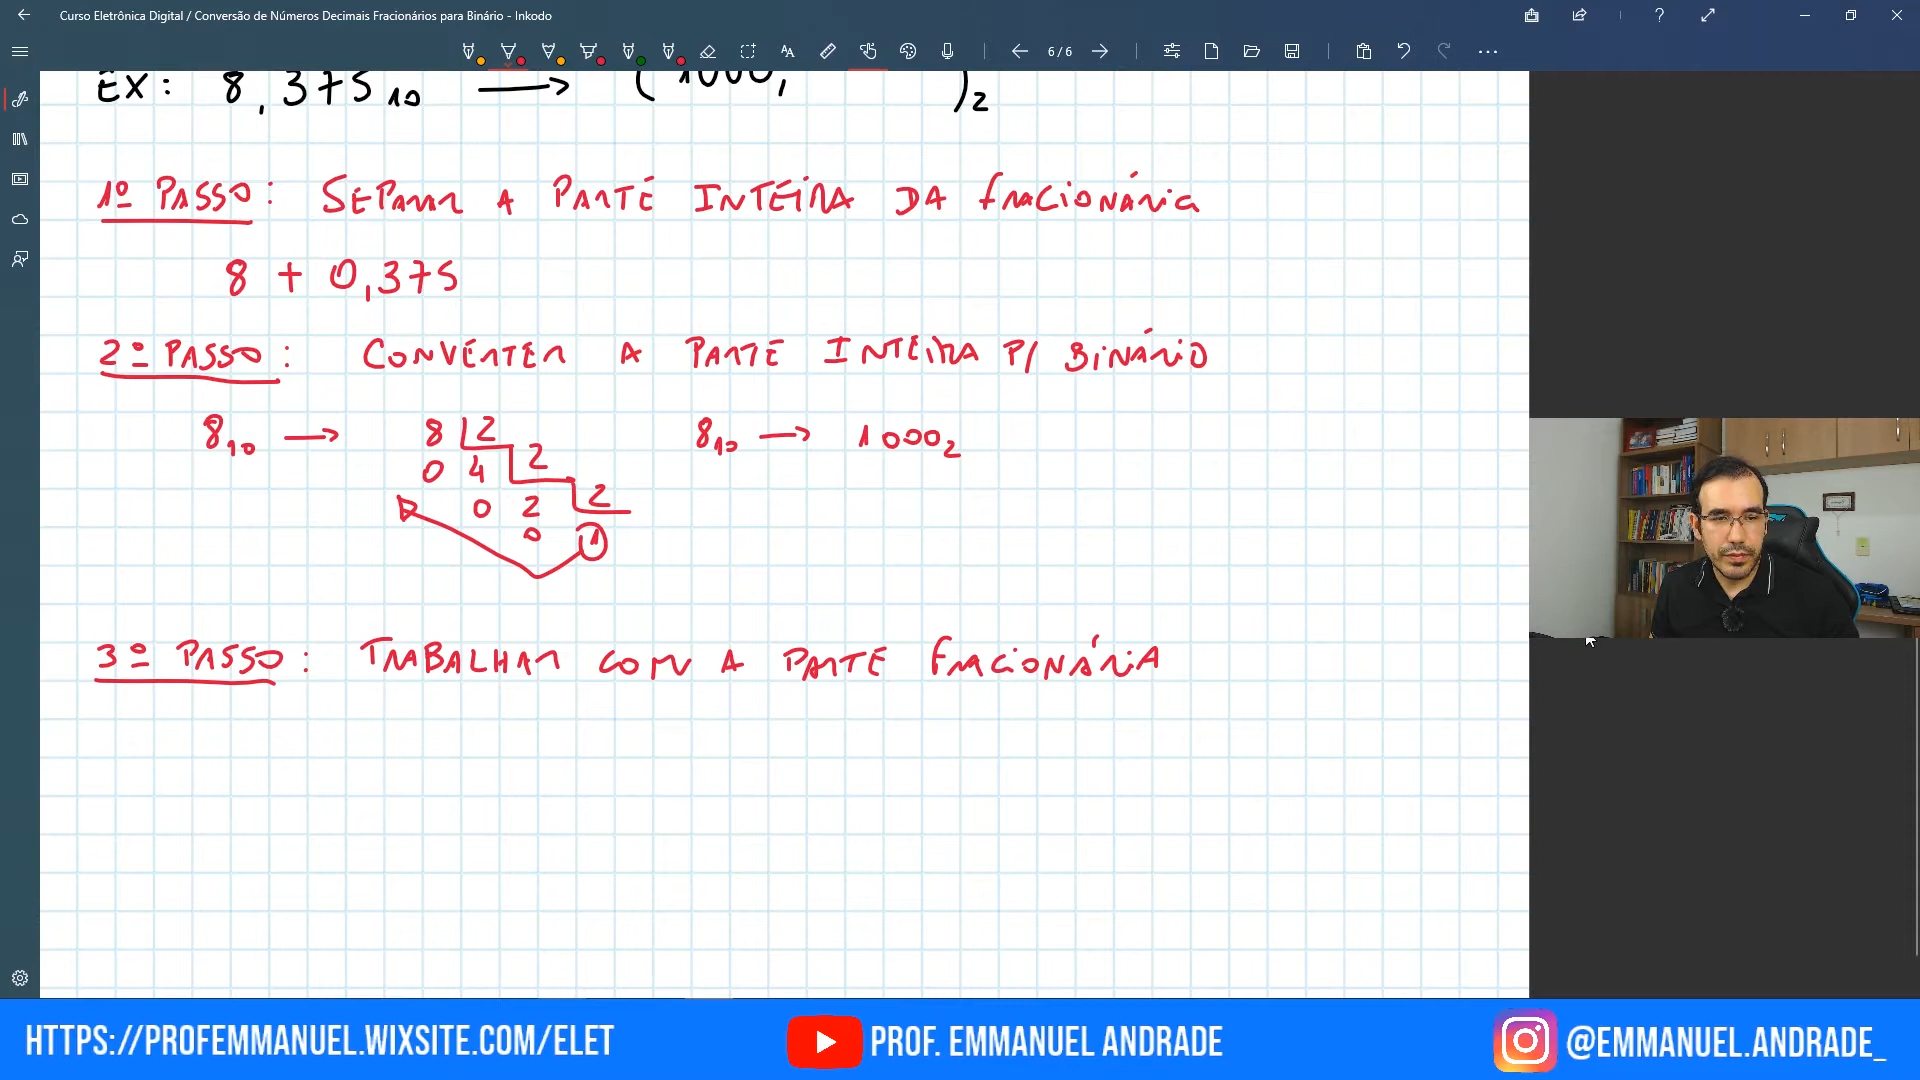 Curso Eletrônica Digital / Conversão de Números Decimais Fracionários para Binário - Inkodo
6 / 6
EX: 8,375₁₀ → (1000, )₂
1º PASSO: SEPARAR A PARTE INTEIRA DA FRACIONÁRIA
8 + 0,375
2º PASSO: CONVERTER A PARTE INTEIRA P/ BINÁRIO
8₁₀ → 8 2 8₁₀ → 1000₂
0 4 2
0 2 2
0 1
3º PASSO: TRABALHAR COM A PARTE FRACIONÁRIA
HTTPS://PROFEMMANUEL.WIXSITE.COM/ELET PROF. EMMANUEL ANDRADE @EMMANUEL.ANDRADE_